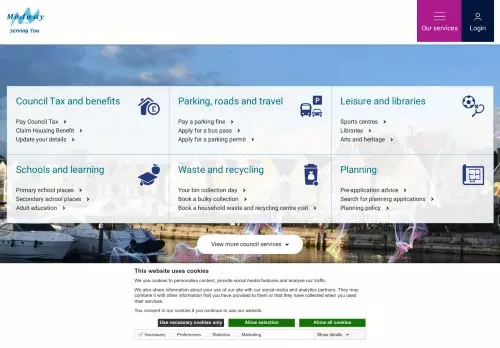 Medway
Serving You
Our services
Login
Council Tax and benefits
Pay Council Tax
Claim Housing Benefit
Update your details
Parking, roads and travel
Pay a parking fine
Apply for a bus pass
Apply for a parking permit
Leisure and libraries
Sports centres
Libraries
Arts and heritage
Schools and learning
Primary school places
Secondary school places
Adult education
Waste and recycling
Your bin collection day
Book a bulky collection
Book a household waste and recycling centre visit
Planning
Pre-application advice
Search for planning applications
Planning policy
View more council services
This website uses cookies
We use cookies to personalise content, provide social media features and analyse our traffic.
We also share information about your use of our site with our social media and analytics partners. They may
combine it with other information that you have provided to them or that they have collected when you used
their services.
You consent to our cookies if you continue to use our website.
Use necessary cookies only
Allow selection
Allow all cookies
Necessary
Preferences
Statistics
Marketing
Show details